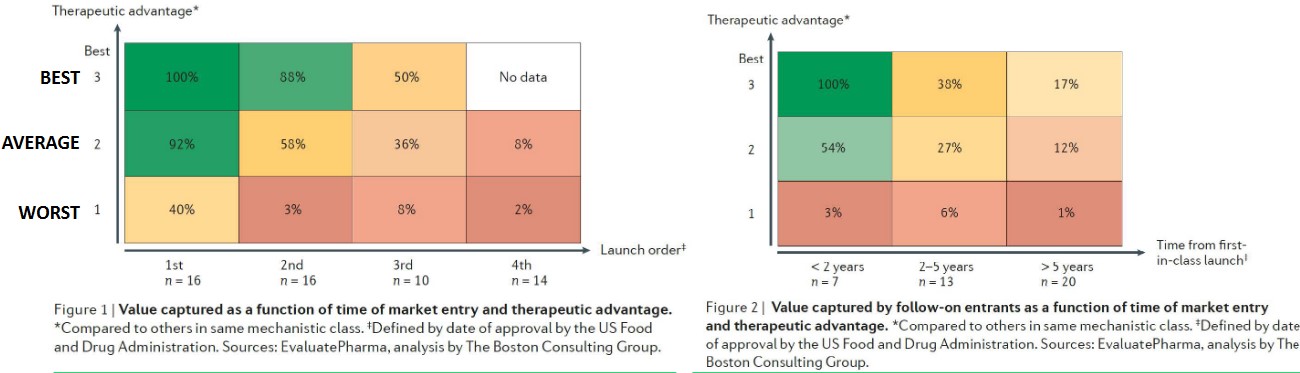 Therapeutic advantage*
Best
BEST 3 100% 88% 50% No data
AVERAGE 2 92% 58% 36% 8%
WORST 1 40% 3% 8% 2%
Launch order‡
1st 2nd 3rd 4th
n = 16 n = 16 n = 10 n = 14
Figure 1 | Value captured as a function of time of market entry and therapeutic advantage.
*Compared to others in same mechanistic class. ‡Defined by date of approval by the US Food
and Drug Administration. Sources: EvaluatePharma, analysis by The Boston Consulting Group.
Therapeutic advantage*
Best
3 100% 38% 17%
2 54% 27% 12%
1 3% 6% 1%
Time from first-
in-class launch‡
< 2 years 2–5 years > 5 years
n = 7 n = 13 n = 20
Figure 2 | Value captured by follow-on entrants as a function of time of market entry
and therapeutic advantage. *Compared to others in same mechanistic class. ‡Defined by date
of approval by the US Food and Drug Administration. Sources: EvaluatePharma, analysis by The
Boston Consulting Group.